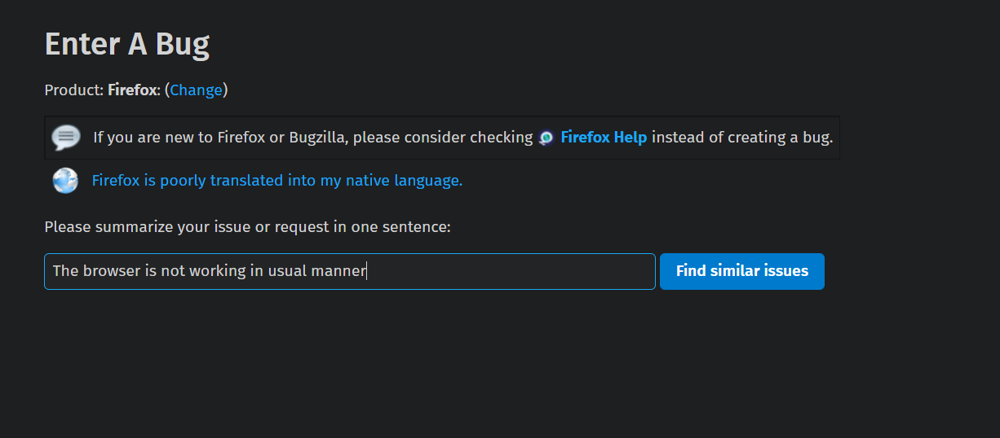 Enter A Bug
Product: Firefox: (Change)
If you are new to Firefox or Bugzilla, please consider checking Firefox Help instead of creating a bug.
Firefox is poorly translated into my native language.
Please summarize your issue or request in one sentence:
The browser is not working in usual manner
Find similar issues